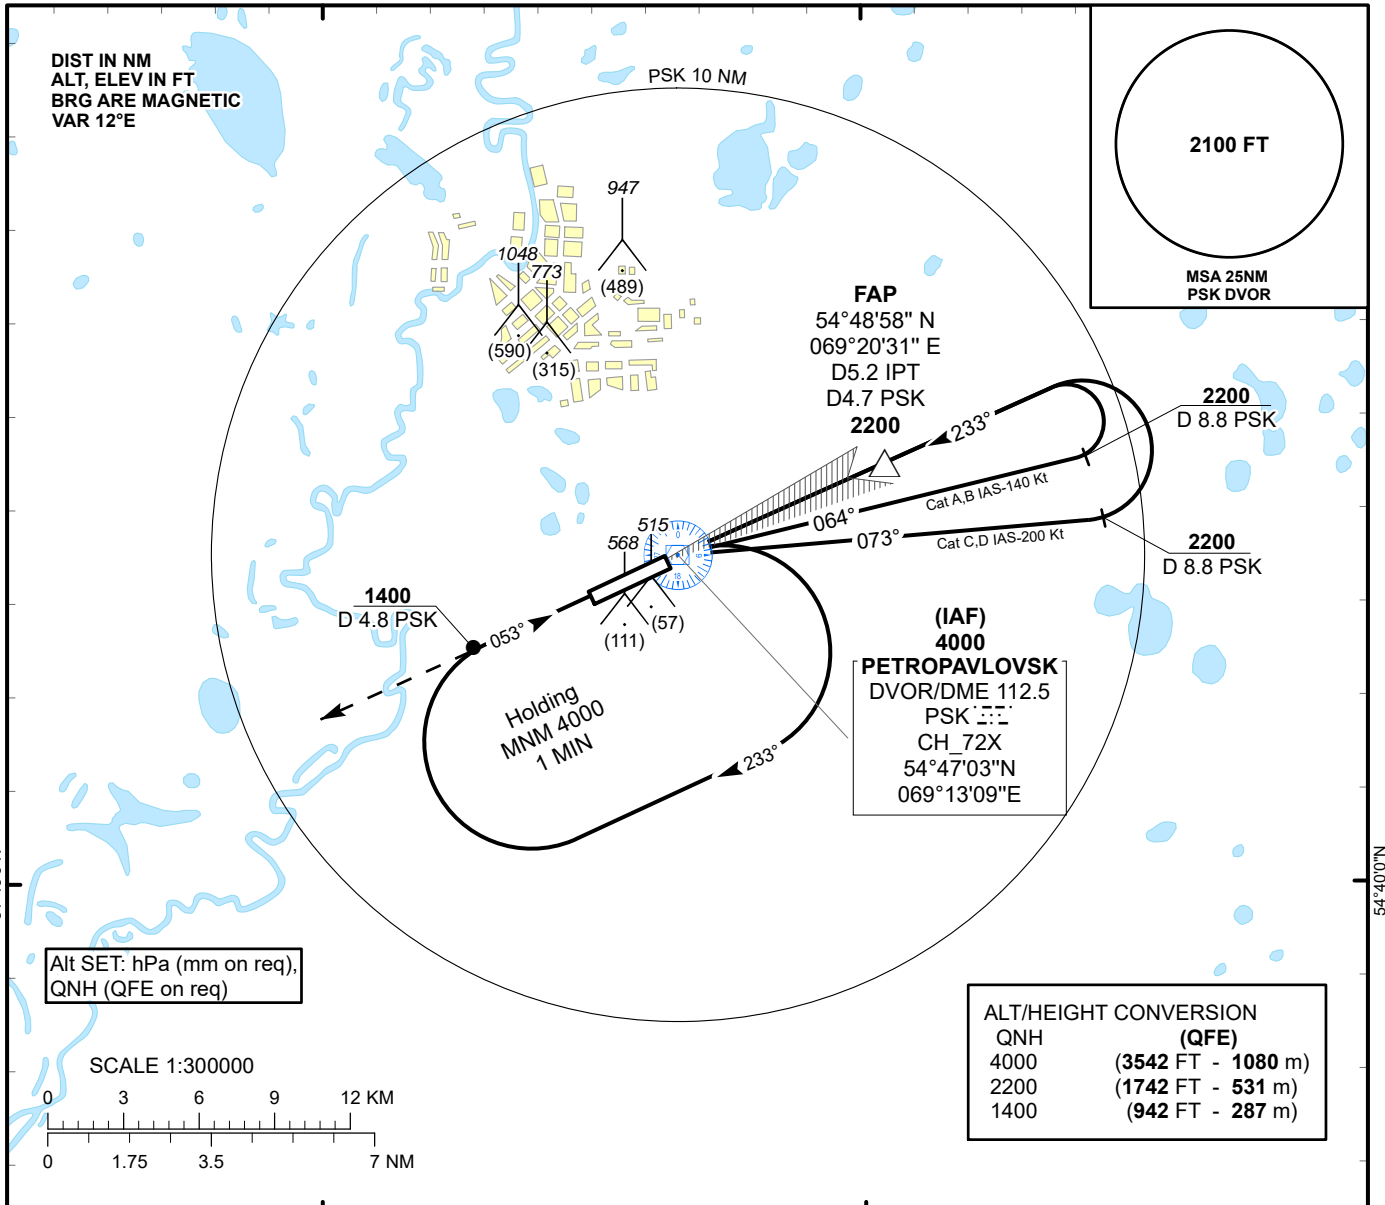 DIST IN NM
ALT, ELEV IN FT
BRG ARE MAGNETIC
VAR 12°E
PSK 10 NM
2100 FT
MSA 25NM
PSK DVOR
947
(489)
1048
773
(590)
(315)
FAP
54°48'58" N
069°20'31" E
D5.2 IPT
D4.7 PSK
2200
2200
D 8.8 PSK
233°
Cat A,B IAS-140 Kt
064°
073°
Cat C,D IAS-200 Kt
2200
D 8.8 PSK
515
568
0
9
18
(57)
(111)
1400
D 4.8 PSK
053°
Holding
MNM 4000
1 MIN
233°
(IAF)
4000
PETROPAVLOVSK
DVOR/DME 112.5
PSK
CH_72X
54°47'03"N
069°13'09"E
54°40'0"N
Alt SET: hPa (mm on req),
QNH (QFE on req)
SCALE 1:300000
0 3 6 9 12 KM
0 1.75 3.5 7 NM
ALT/HEIGHT CONVERSION
QNH (QFE)
4000 (3542 FT - 1080 m)
2200 (1742 FT - 531 m)
1400 (942 FT - 287 m)